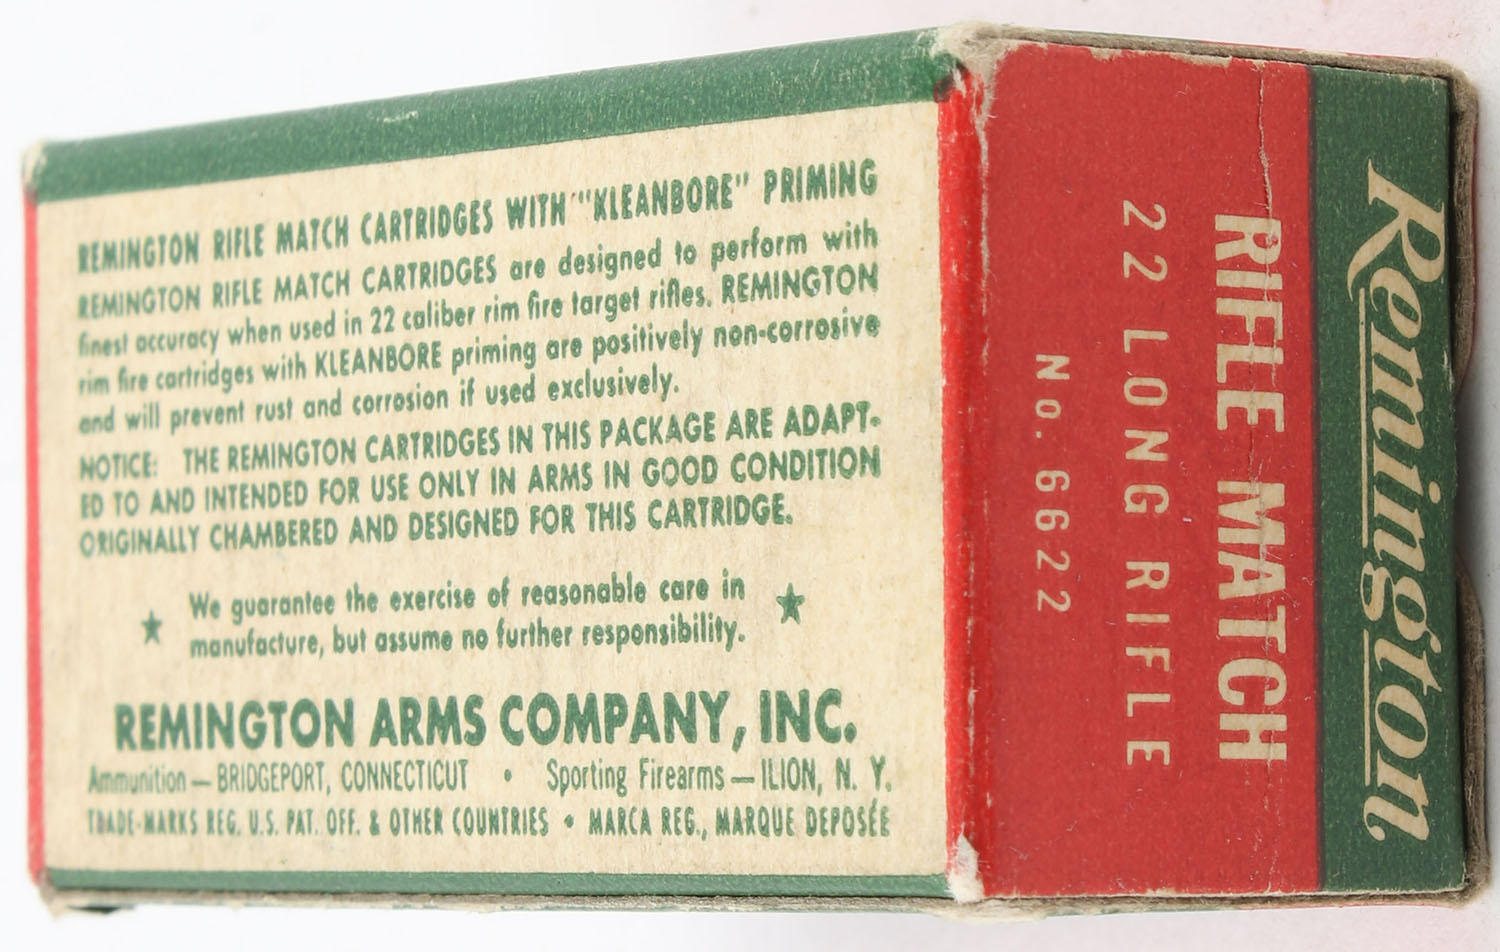 REMINGTON RIFLE MATCH CARTRIDGES WITH "KLEANBORE" PRIMING
REMINGTON RIFLE MATCH CARTRIDGES are designed to perform with
finest accuracy when used in 22 caliber rim fire target rifles. REMINGTON
rim fire cartridges with KLEANBORE priming are positively non-corrosive
and will prevent rust and corrosion if used exclusively.
NOTICE: THE REMINGTON CARTRIDGES IN THIS PACKAGE ARE ADAPT-
ED TO AND INTENDED FOR USE ONLY IN ARMS IN GOOD CONDITION
ORIGINALLY CHAMBERED AND DESIGNED FOR THIS CARTRIDGE.
We guarantee the exercise of reasonable care in
manufacture, but assume no further responsibility.
REMINGTON ARMS COMPANY, INC.
Ammunition — BRIDGEPORT, CONNECTICUT • Sporting Firearms — ILION, N. Y.
TRADE-MARKS REG. U.S. PAT. OFF. & OTHER COUNTRIES • MARCA REG., MARQUE DEPOSÉE
Remington
RIFLE MATCH
22 LONG RIFLE
No. 6622